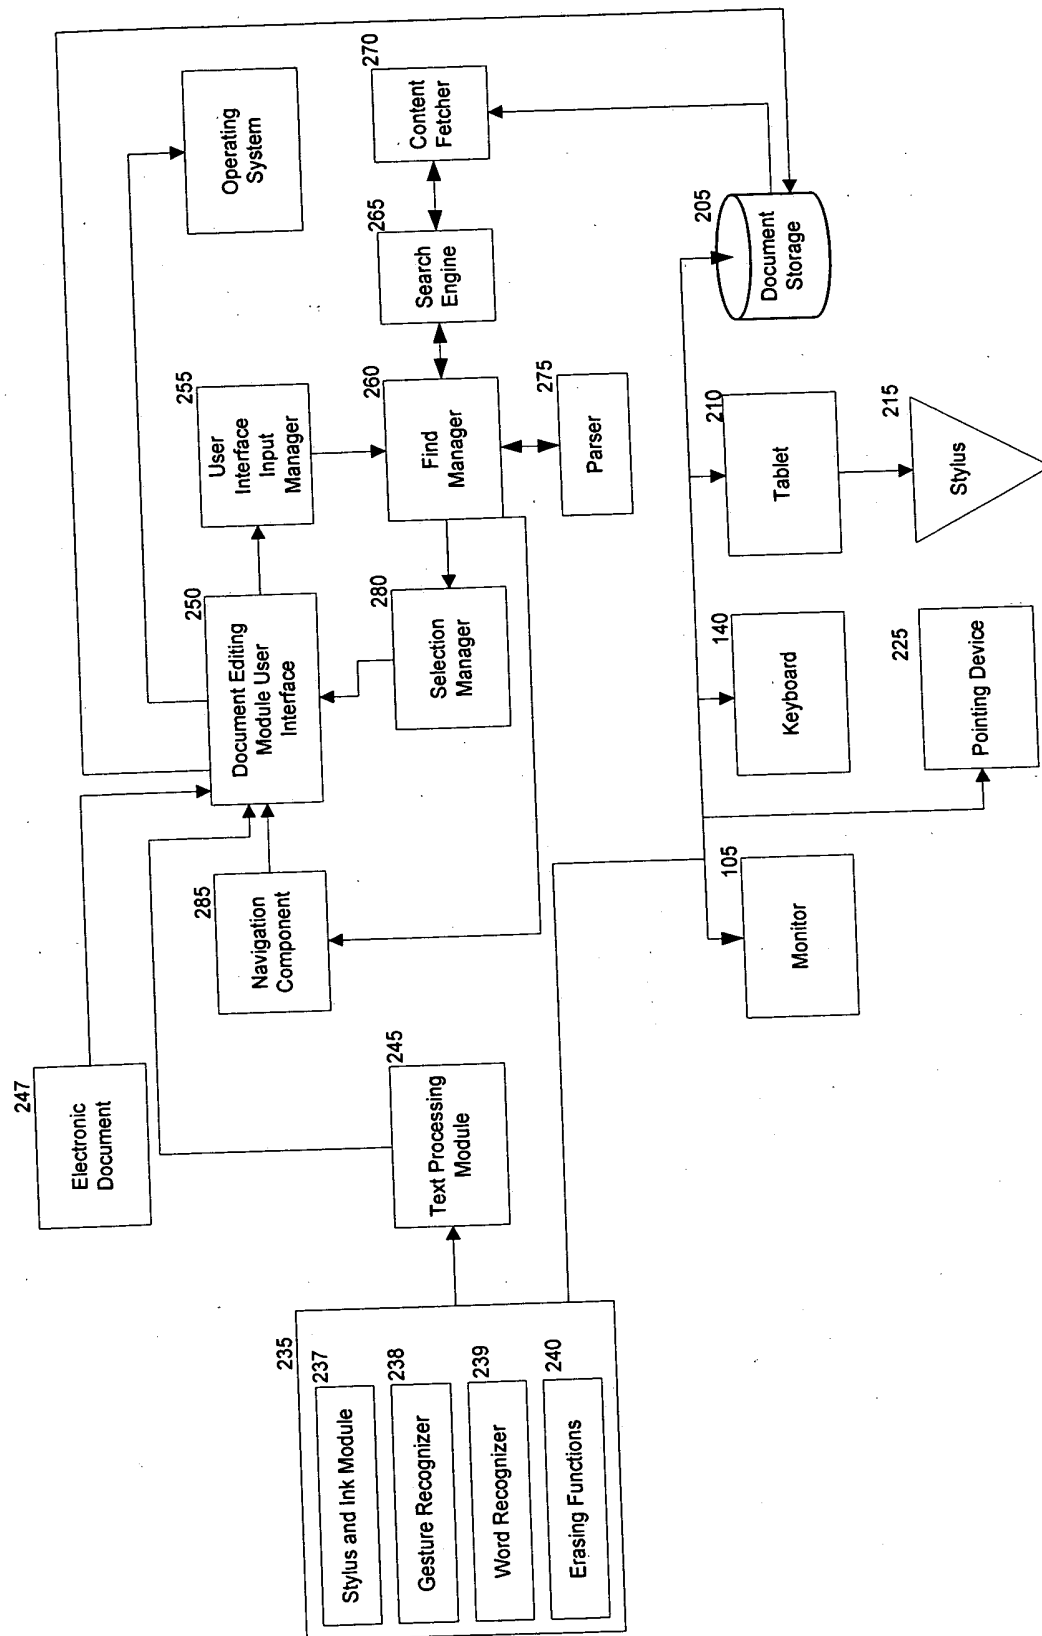 247
Electronic
Document
285
Navigation
Component
250
Document Editing
Module User
Interface
255
User
Interface
Input
Manager
Operating
System
245
Text Processing
Module
280
Selection
Manager
260
Find
Manager
265
Search
Engine
270
Content
Fetcher
275
Parser
235
237
Stylus and Ink Module
238
Gesture Recognizer
239
Word Recognizer
240
Erasing Functions
105
Monitor
140
Keyboard
210
Tablet
205
Document
Storage
225
Pointing Device
215
Stylus